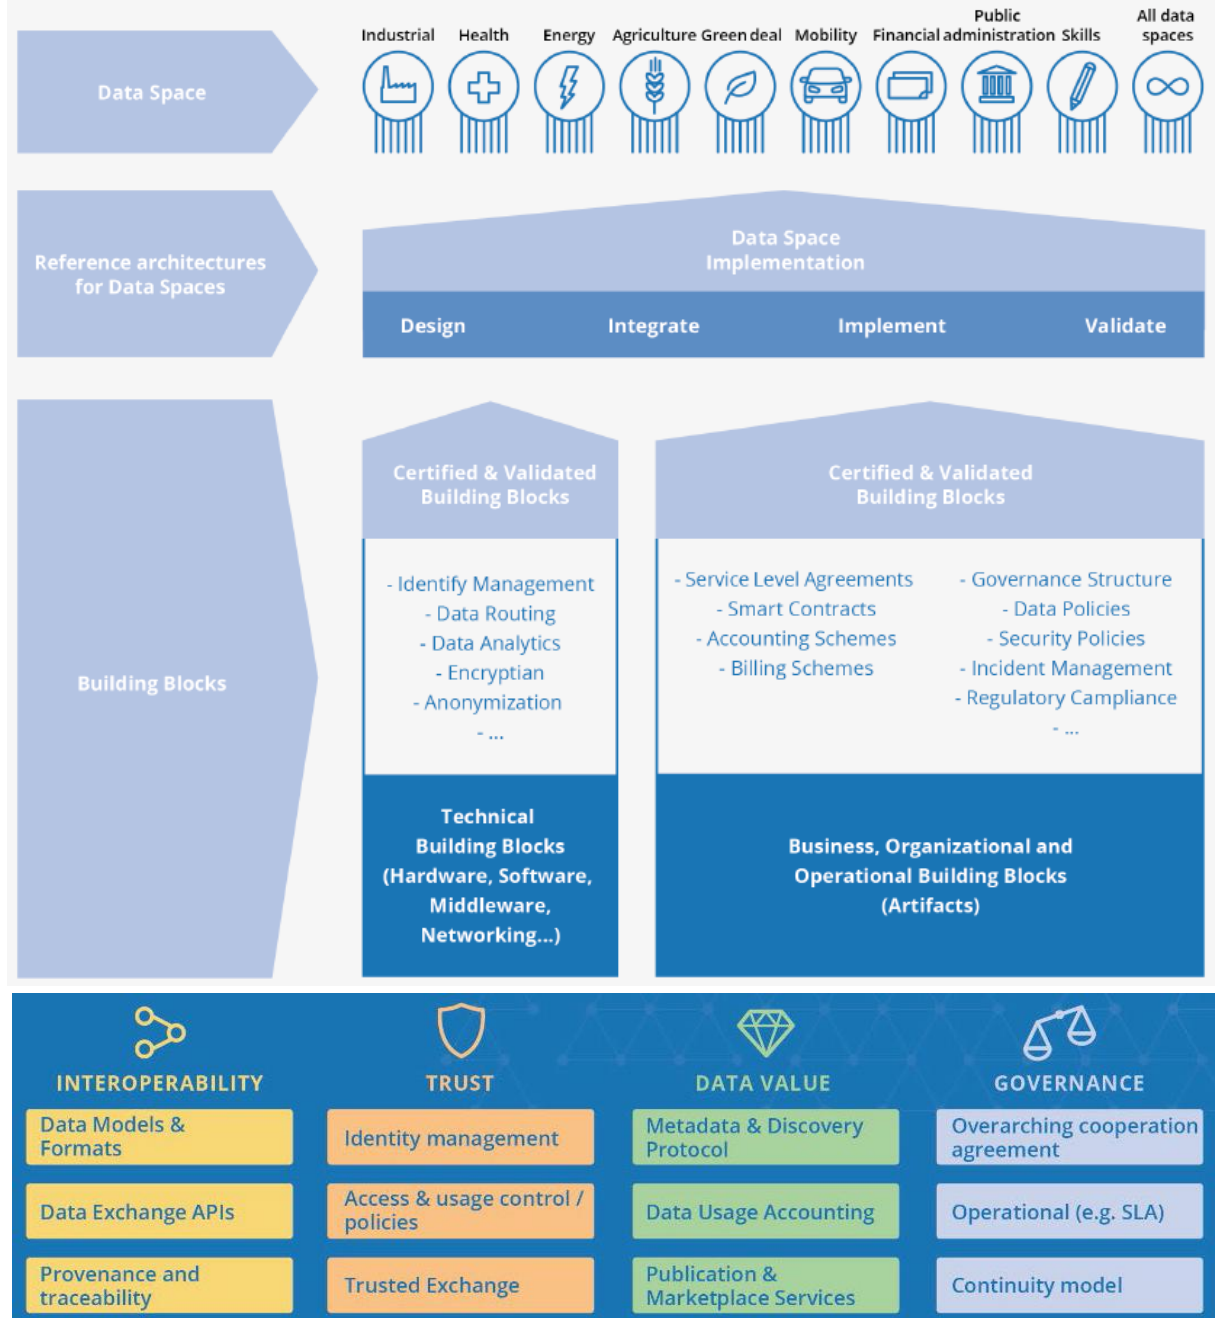 Data Space
Industrial
Health
Energy
Agriculture
Green deal
Mobility
Financial
Public
administration
Skills
All data
spaces
Reference architectures
for Data Spaces
Data Space
Implementation
Design
Integrate
Implement
Validate
Building Blocks
Certified & Validated
Building Blocks
- Identify Management
- Data Routing
- Data Analytics
- Encryptian
- Anonymization
- ...
Technical
Building Blocks
(Hardware, Software,
Middleware,
Networking...)
Certified & Validated
Building Blocks
- Service Level Agreements
- Smart Contracts
- Accounting Schemes
- Billing Schemes
- Governance Structure
- Data Policies
- Security Policies
- Incident Management
- Regulatory Campliance
- ...
Business, Organizational and
Operational Building Blocks
(Artifacts)
INTEROPERABILITY
Data Models &
Formats
Data Exchange APIs
Provenance and
traceability
TRUST
Identity management
Access & usage control /
policies
Trusted Exchange
DATA VALUE
Metadata & Discovery
Protocol
Data Usage Accounting
Publication &
Marketplace Services
GOVERNANCE
Overarching cooperation
agreement
Operational (e.g. SLA)
Continuity model